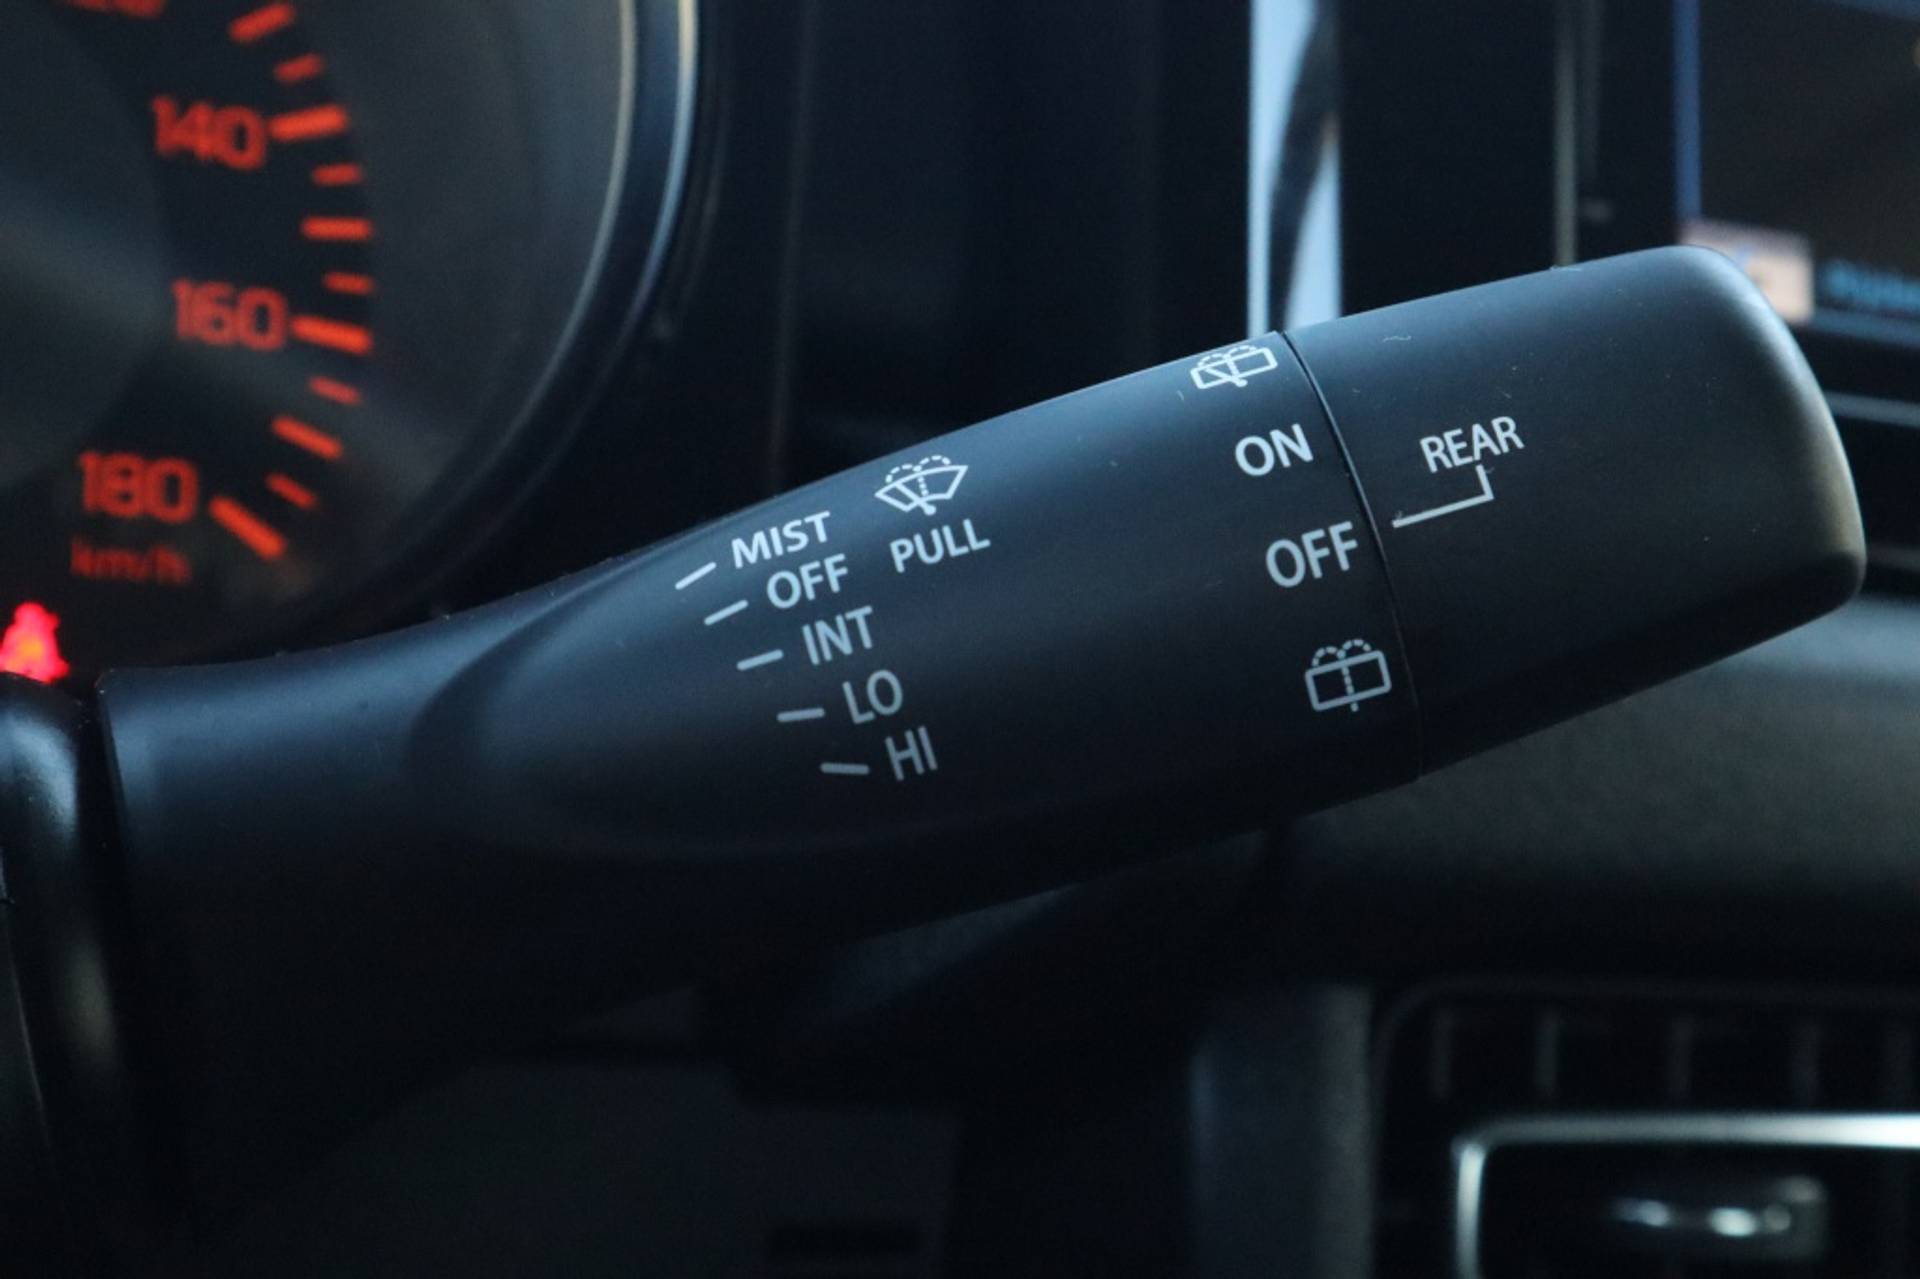 140
160
180
km/h
MIST
OFF
INT
LO
HI
PULL
ON
OFF
REAR